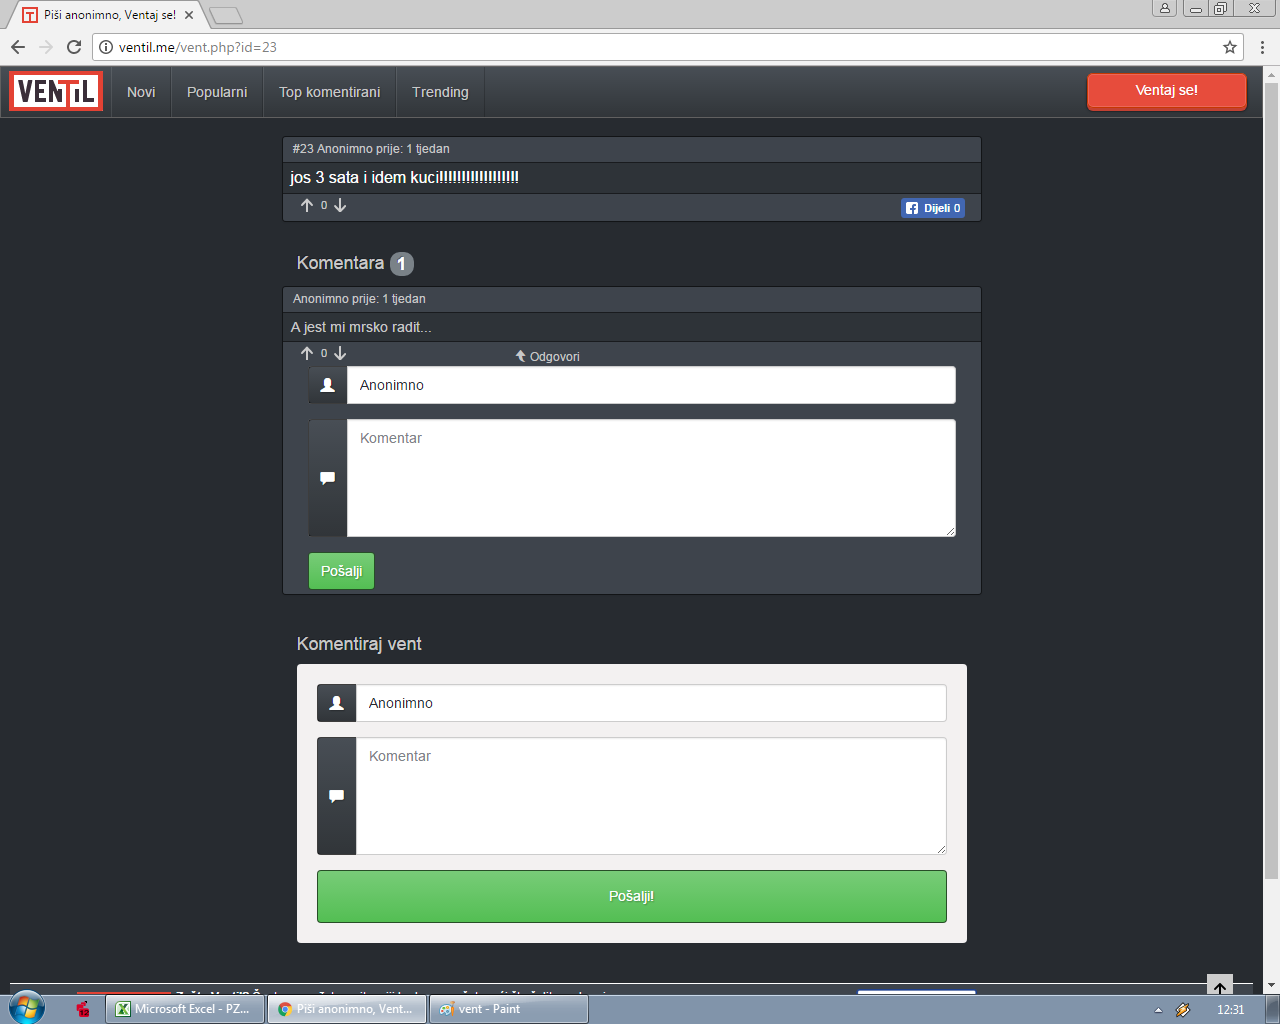 Piši anonimno, Ventaj se!
ventil.me/vent.php?id=23
VENTiL
Novi
Popularni
Top komentirani
Trending
Ventaj se!
#23 Anonimno prije: 1 tjedan
jos 3 sata i idem kuci!!!!!!!!!!!!!!!!!!
0
Dijeli 0
Komentara 1
Anonimno prije: 1 tjedan
A jest mi mrsko radit...
0
Odgovori
Anonimno
Komentar
Pošalji
Komentiraj vent
Anonimno
Komentar
Pošalji!
Microsoft Excel - PZ...
Piši anonimno, Vent...
vent - Paint
12:31